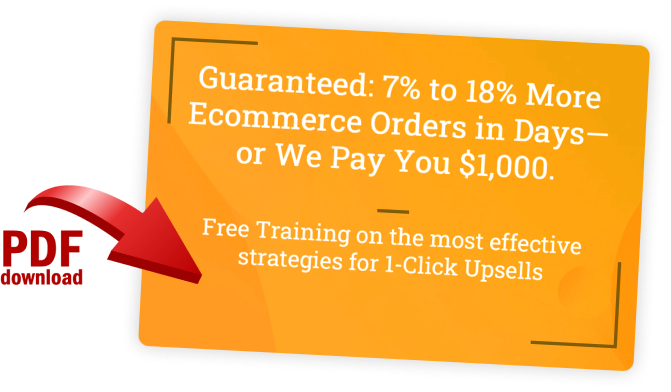 Guaranteed: 7% to 18% More
Ecommerce Orders in Days—
or We Pay You $1,000.
Free Training on the most effective
strategies for 1-Click Upsells
PDF
download